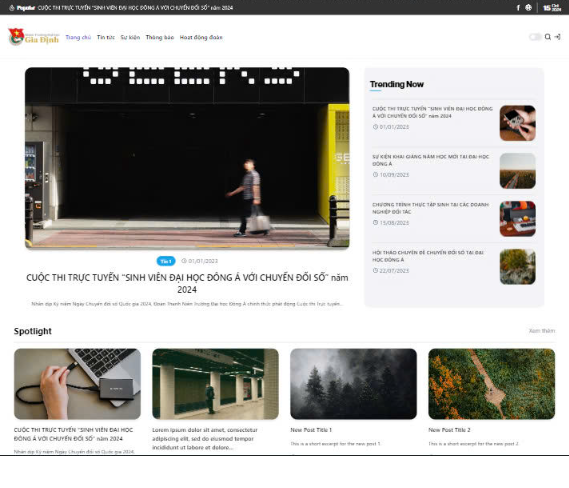 Popular CUỘC THI TRỰC TUYẾN "SINH VIÊN ĐẠI HỌC ĐÔNG Á VỚI CHUYỂN ĐỔI SỐ" năm 2024
15 Oct
2024
Gia Định
Trang chủ Tin tức Sự kiện Thông báo Hoạt động đoàn
Trending Now
CUỘC THI TRỰC TUYẾN "SINH VIÊN ĐẠI HỌC ĐÔNG
Á VỚI CHUYỂN ĐỔI SỐ" năm 2024
01/01/2023
SỰ KIỆN KHAI GIẢNG NĂM HỌC MỚI TẠI ĐẠI HỌC
ĐÔNG Á
10/09/2023
CHƯƠNG TRÌNH THỰC TẬP SINH TẠI CÁC DOANH
NGHIỆP ĐỐI TÁC
15/08/2023
HỘI THẢO CHUYÊN ĐỀ CHUYỂN ĐỔI SỐ TẠI ĐẠI
HỌC ĐÔNG Á
22/07/2023
01/01/2023
CUỘC THI TRỰC TUYẾN "SINH VIÊN ĐẠI HỌC ĐÔNG Á VỚI CHUYỂN ĐỔI SỐ" năm
2024
Nhân dịp Kỷ niệm Ngày Chuyển đổi số Quốc gia 2024, Đoàn Thanh Niên Trường Đại học Đông Á chính thức phát động Cuộc thi Trực tuyến...
Spotlight
Xem thêm
CUỘC THI TRỰC TUYẾN "SINH VIÊN ĐẠI HỌC
ĐÔNG Á VỚI CHUYỂN ĐỔI SỐ" năm 2024
Nhân dịp Kỷ niệm Ngày Chuyển đổi số Quốc gia 2024
Lorem ipsum dolor sit amet, consectetur
adipiscing elit, sed do eiusmod tempor
incididunt ut labore et dolore...
New Post Title 1
This is a short excerpt for the new post 1.
New Post Title 2
This is a short excerpt for the new post 2.